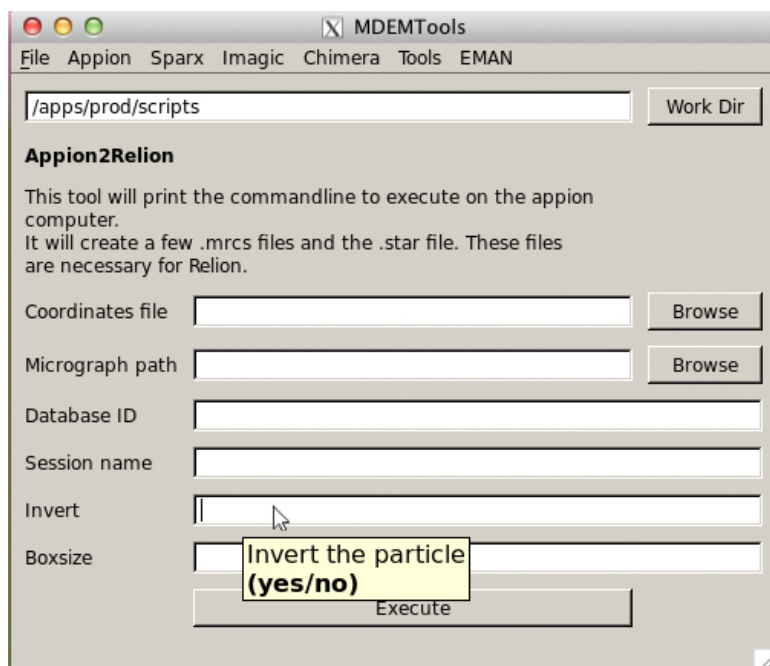 MDEMTools
File Appion Sparx Imagic Chimera Tools EMAN
/apps/prod/scripts Work Dir
Appion2Relion
This tool will print the commandline to execute on the appion
computer.
It will create a few .mrcs files and the .star file. These files
are necessary for Relion.
Coordinates file Browse
Micrograph path Browse
Database ID
Session name
Invert
Boxsize
Invert the particle
(yes/no)
Execute